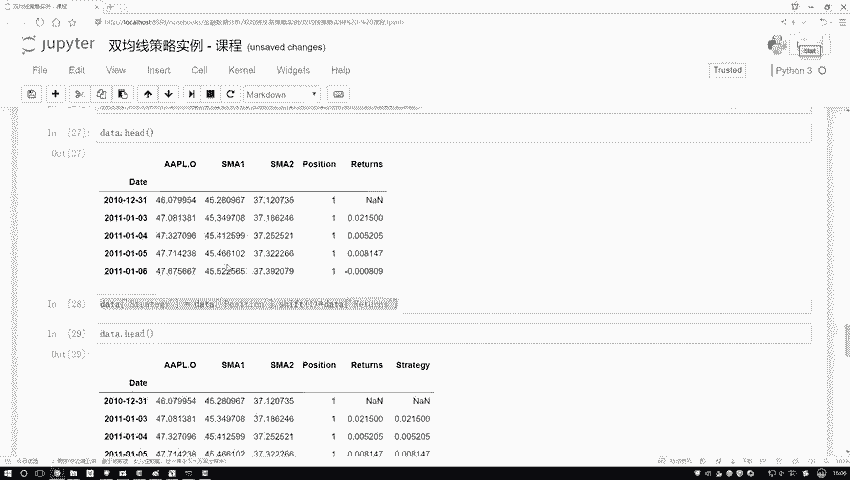 双均线策略实例 - 课程
jupyter 双均线策略实例 - 课程 (unsaved changes)
File Edit View Insert Cell Kernel Widgets Help
Trusted Python 3
Markdown
In [27]: data.head()
Out[27]:
AAPL.O SMA1 SMA2 Position Returns
Date
2010-12-31 46.079954 45.280967 37.120735 1 NaN
2011-01-03 47.081381 45.349708 37.186246 1 0.021500
2011-01-04 47.327096 45.412599 37.252521 1 0.005205
2011-01-05 47.714238 45.466102 37.322266 1 0.008147
2011-01-06 47.675667 37.392079 1 -0.000809
In [28]: data['Strategy'] = data['Position'].shift(1)*data['Returns']
In [29]: data.head()
Out[29]:
AAPL.O SMA1 SMA2 Position Returns Strategy
Date
2010-12-31 46.079954 45.280967 37.120735 1 NaN NaN
2011-01-03 47.081381 45.349708 37.186246 1 0.021500 0.021500
2011-01-04 47.327096 45.412599 37.252521 1 0.005205 0.005205
2011-01-05 47.714238 45.466102 37.322266 1 0.008147 0.008147